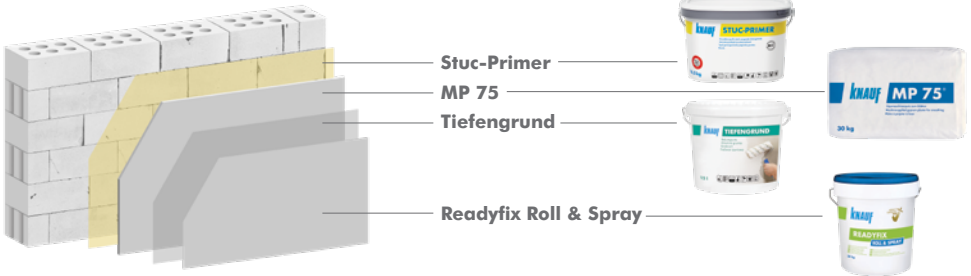 Stuc-Primer
MP 75
Tiefengrund
Readyfix Roll & Spray
KNAUF STUC-PRIMER
KNAUF MP 75
30 kg
KNAUF TIEFENGRUND
KNAUF
READYFIX
ROLL & SPRAY